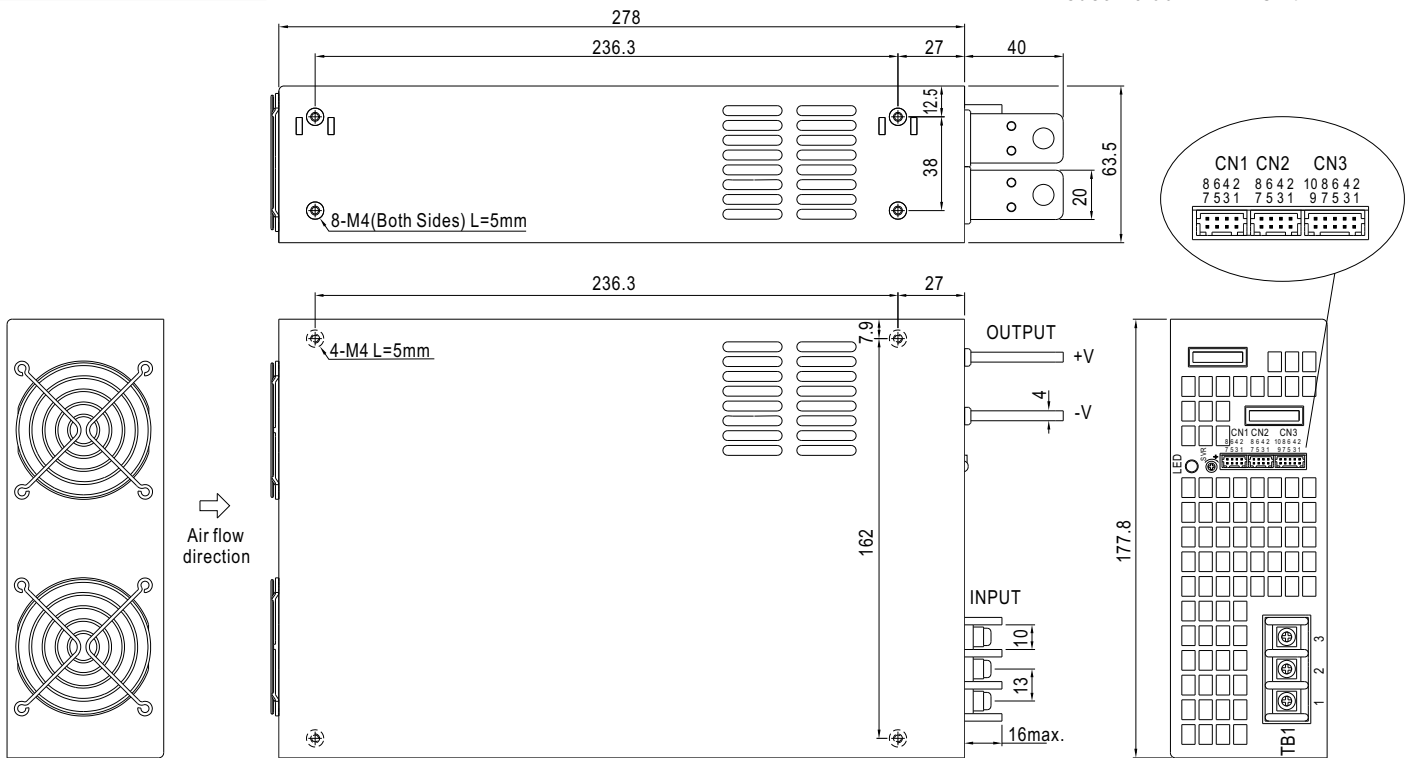 278
236.3
27
40
12.5
38
20
63.5
8-M4(Both Sides) L=5mm
CN1 CN2 CN3
8 6 4 2 8 6 4 2 10 8 6 4 2
7 5 3 1 7 5 3 1 9 7 5 3 1
236.3
27
7.9
4-M4 L=5mm
OUTPUT
+V
4
-V
162
Air flow
direction
INPUT
10
13
16max.
177.8
CN1 CN2 CN3
8 6 4 2 8 6 4 2 10 8 6 4 2
7 5 3 1 7 5 3 1 9 7 5 3 1
LED
SVR
+
3
2
1
TB1